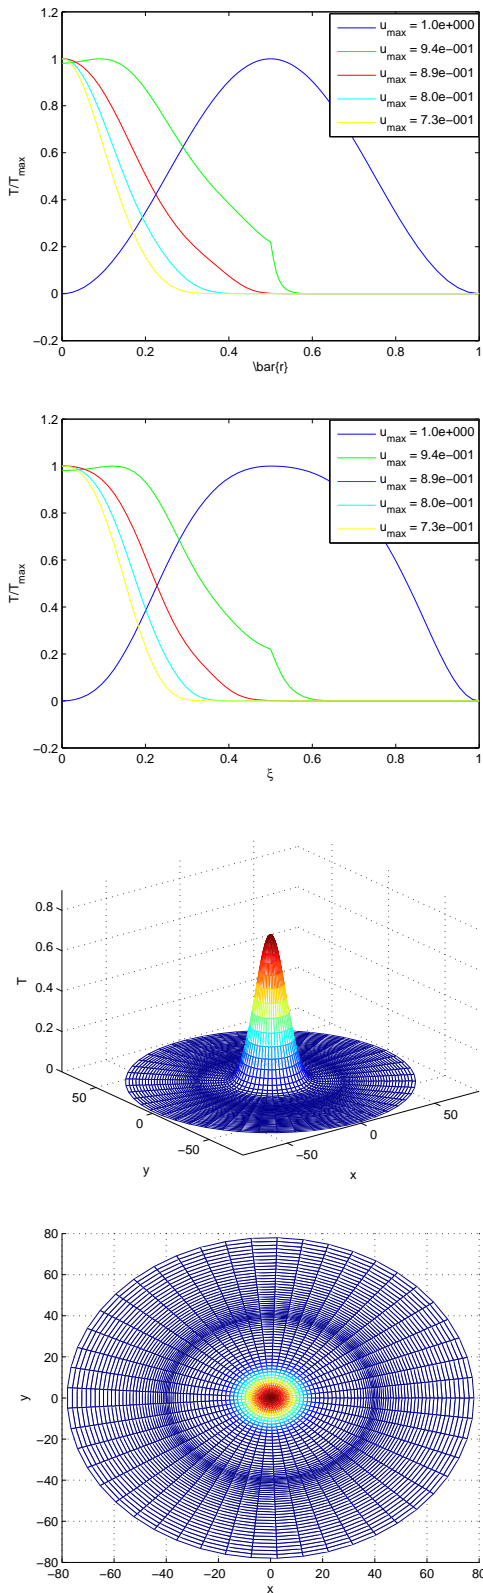 1.2
1
0.8
0.6
0.4
0.2
0
−0.2
T/T_max
0 0.2 0.4 0.6 0.8 1
\bar{r}
u_max = 1.0e+000
u_max = 9.4e−001
u_max = 8.9e−001
u_max = 8.0e−001
u_max = 7.3e−001
1.2
1
0.8
0.6
0.4
0.2
0
−0.2
T/T_max
0 0.2 0.4 0.6 0.8 1
ξ
u_max = 1.0e+000
u_max = 9.4e−001
u_max = 8.9e−001
u_max = 8.0e−001
u_max = 7.3e−001
0.8
0.6
0.4
0.2
0
T
50
0
−50
y
−50
0
50
x
80
60
40
20
0
−20
−40
−60
−80
y
−80 −60 −40 −20 0 20 40 60 80
x